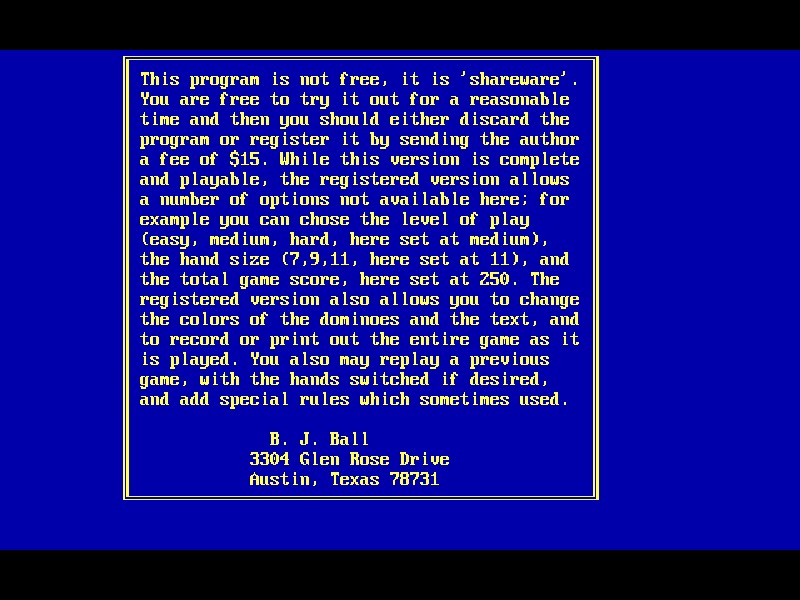 This program is not free, it is 'shareware'.
You are free to try it out for a reasonable
time and then you should either discard the
program or register it by sending the author
a fee of $15. While this version is complete
and playable, the registered version allows
a number of options not available here; for
example you can chose the level of play
(easy, medium, hard, here set at medium),
the hand size (7,9,11, here set at 11), and
the total game score, here set at 250. The
registered version also allows you to change
the colors of the dominoes and the text, and
to record or print out the entire game as it
is played. You also may replay a previous
game, with the hands switched if desired,
and add special rules which sometimes used.
B. J. Ball
3304 Glen Rose Drive
Austin, Texas 78731